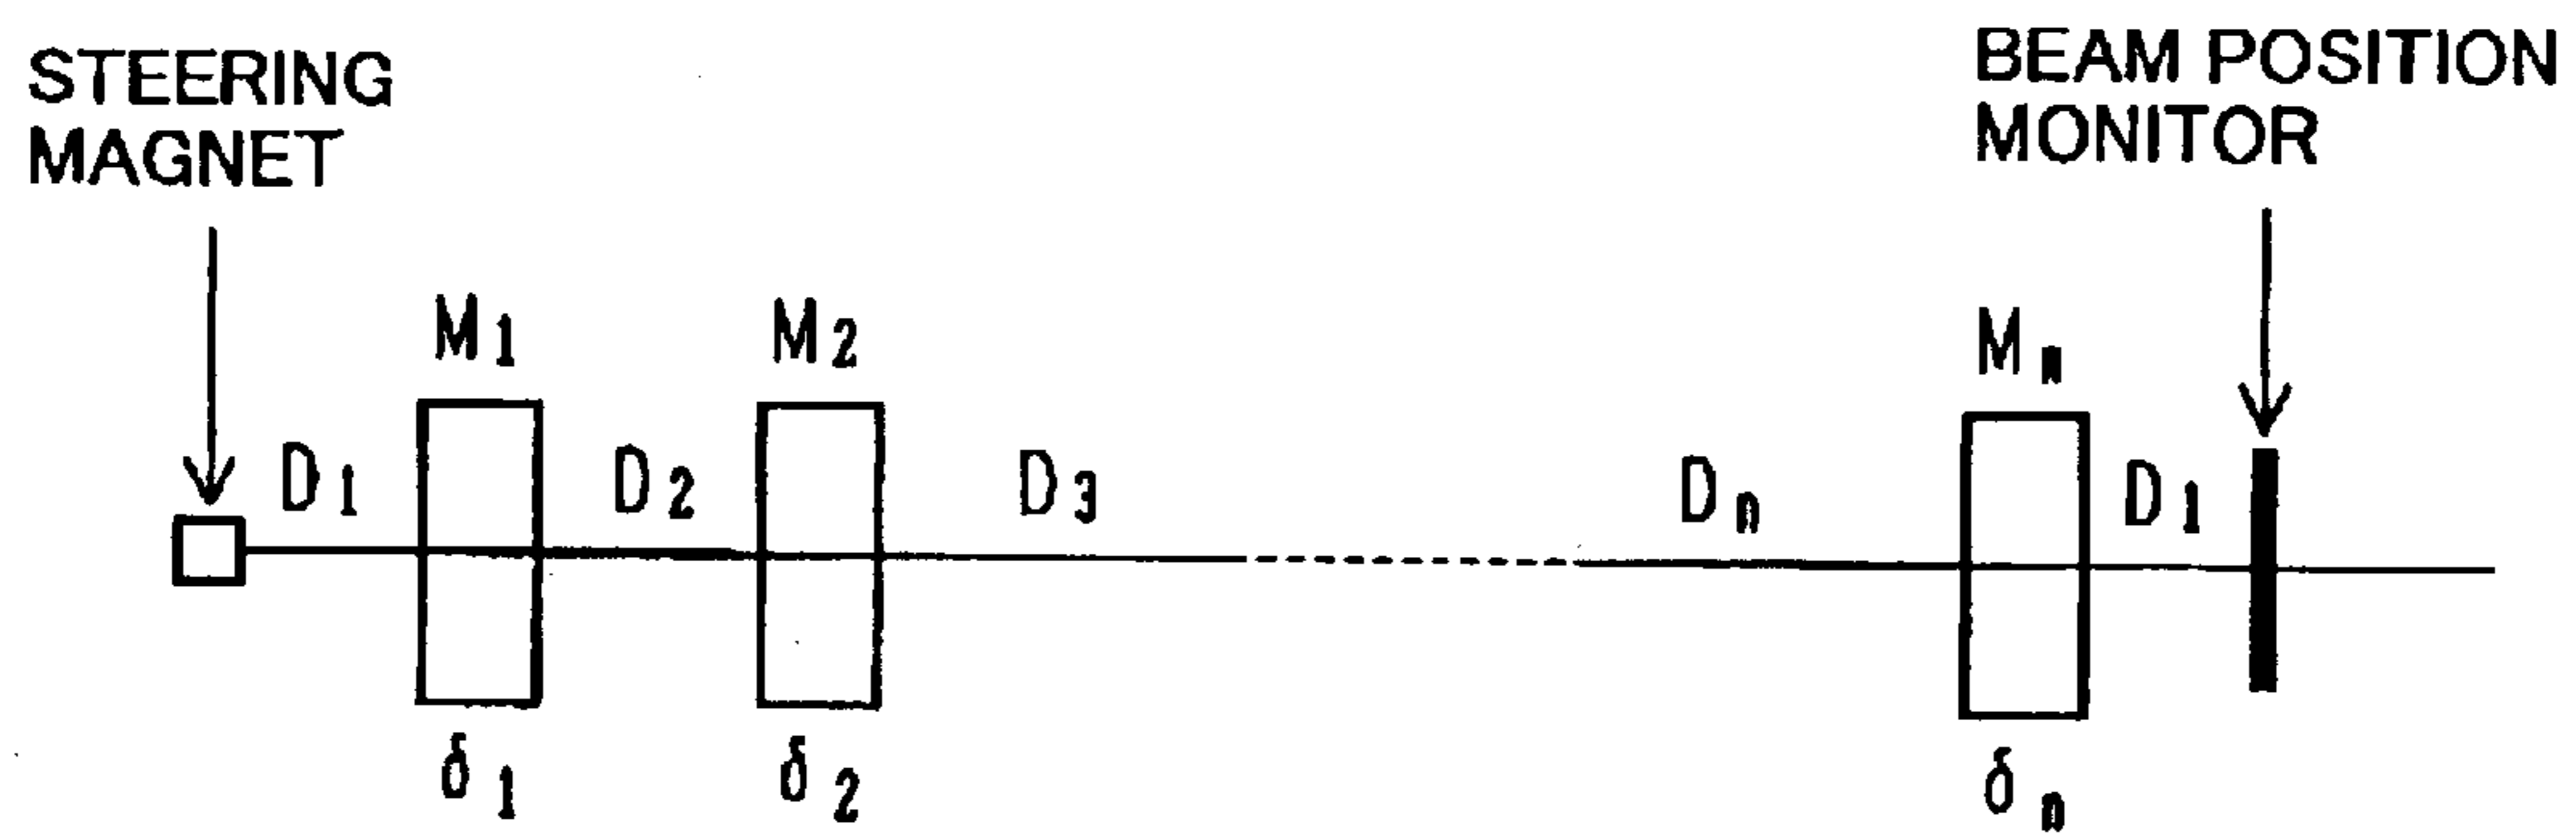 STEERING
MAGNET
BEAM POSITION
MONITOR
M1
M2
Mn
D1
D2
D3
Dn
D1
δ1
δ2
δn